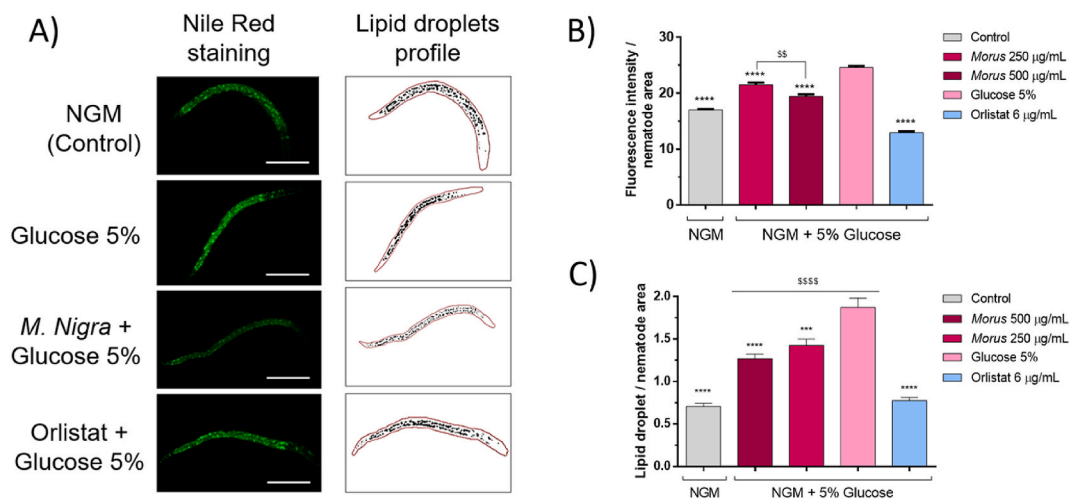 A)
Nile Red
staining
Lipid droplets
profile
NGM
(Control)
Glucose 5%
M. Nigra +
Glucose 5%
Orlistat +
Glucose 5%
B)
Fluorescence intensity /
nematode area
30
20
10
0
****
****
$$
****
****
NGM
NGM + 5% Glucose
Control
Morus 250 µg/mL
Morus 500 µg/mL
Glucose 5%
Orlistat 6 µg/mL
C)
Lipid droplet / nematode area
2.0
1.5
1.0
0.5
0.0
$$$$
****
****
***
****
NGM
NGM + 5% Glucose
Control
Morus 500 µg/mL
Morus 250 µg/mL
Glucose 5%
Orlistat 6 µg/mL